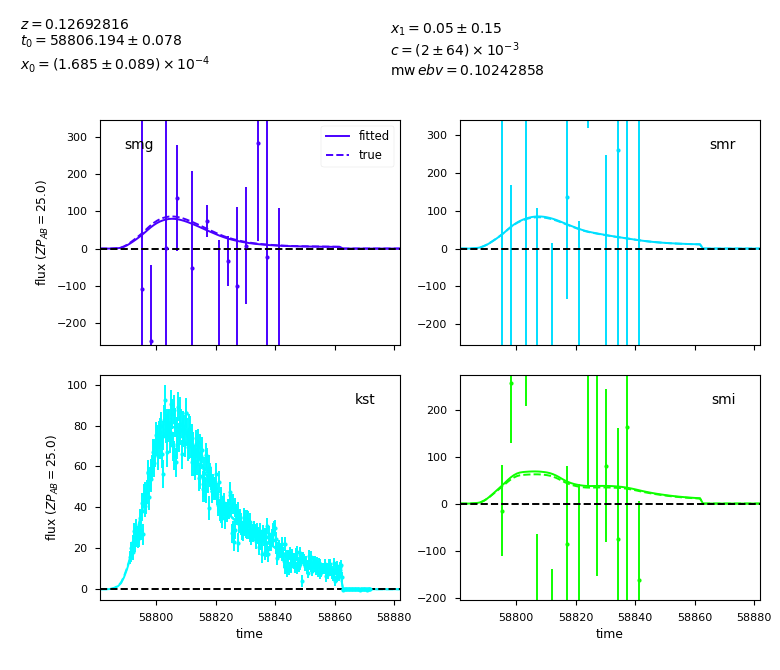 z = 0.12692816
t₀ = 58806.194 ± 0.078
x₀ = (1.685 ± 0.089) × 10⁻⁴
x₁ = 0.05 ± 0.15
c = (2 ± 64) × 10⁻³
mw ebv = 0.10242858
smg
fitted
true
300
200
100
0
−100
−200
flux (ZP_AB = 25.0)
smr
300
200
100
0
−100
−200
kst
100
80
60
40
20
0
flux (ZP_AB = 25.0)
58800 58820 58840 58860 58880
time
smi
200
100
0
−100
−200
58800 58820 58840 58860 58880
time